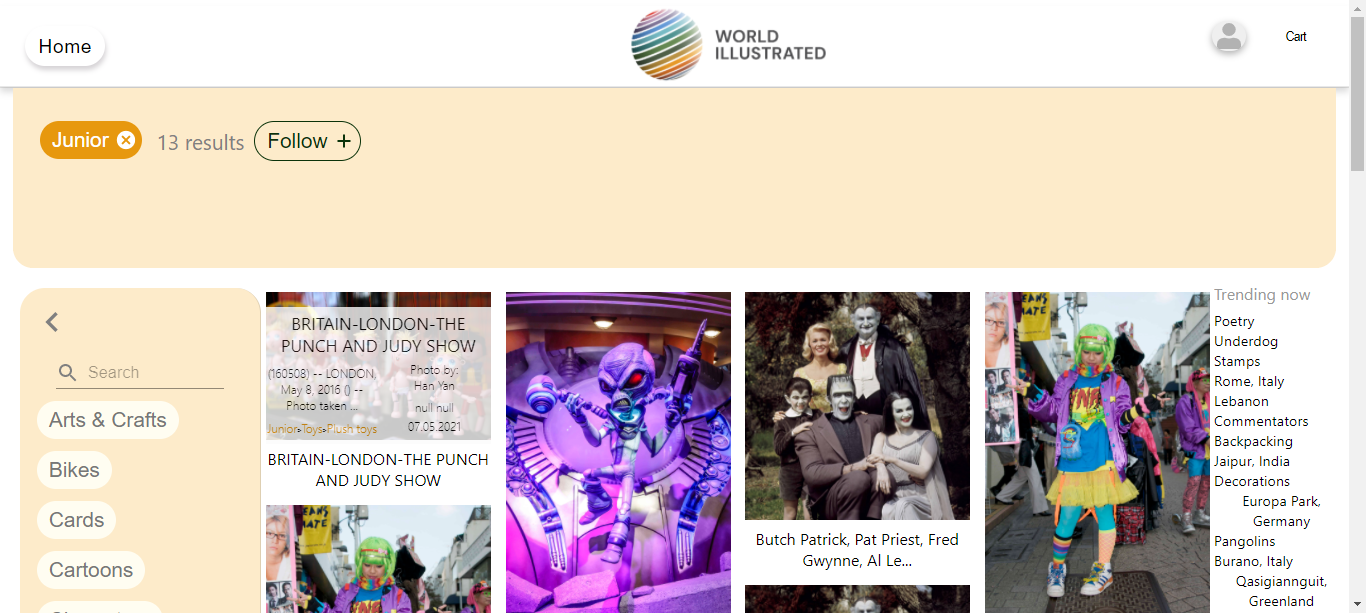 Home
WORLD
ILLUSTRATED
Cart
Junior
13 results
Follow +
Search
Arts & Crafts
Bikes
Cards
Cartoons
BRITAIN-LONDON-THE
PUNCH AND JUDY SHOW
(160508) -- LONDON,
May 8, 2016 () --
Photo taken ...
Photo by:
Han Yan
null null
07.05.2021
Junior>Toys>Plush toys
BRITAIN-LONDON-THE PUNCH
AND JUDY SHOW
Butch Patrick, Pat Priest, Fred
Gwynne, Al Le...
Trending now
Poetry
Underdog
Stamps
Rome, Italy
Lebanon
Commentators
Backpacking
Jaipur, India
Decorations
Europa Park,
Germany
Pangolins
Burano, Italy
Qasigiannguit,
Greenland